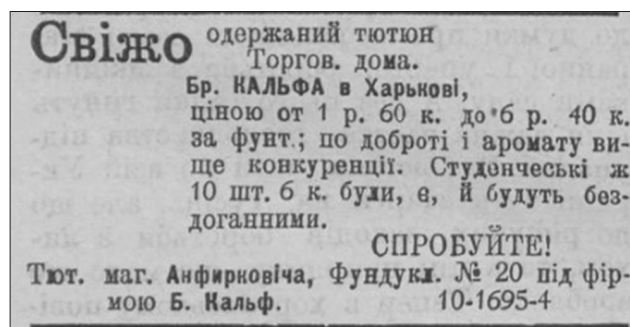 Свіжо одержаний тютюн
Торгов. дома.
Бр. КАЛЬФА в Харькові,
ціною от 1 р. 60 к. до 6 р. 40 к.
за фунт.; по доброті і аромату ви-
ще конкуренції. Студенческі ж
10 шт. 6 к. були, є, й будуть без-
доганними.
СПРОБУЙТЕ!
Тют. маг. Анфирковіча, Фундукл. № 20 під фір-
мою Б. Кальф. 10-1695-4